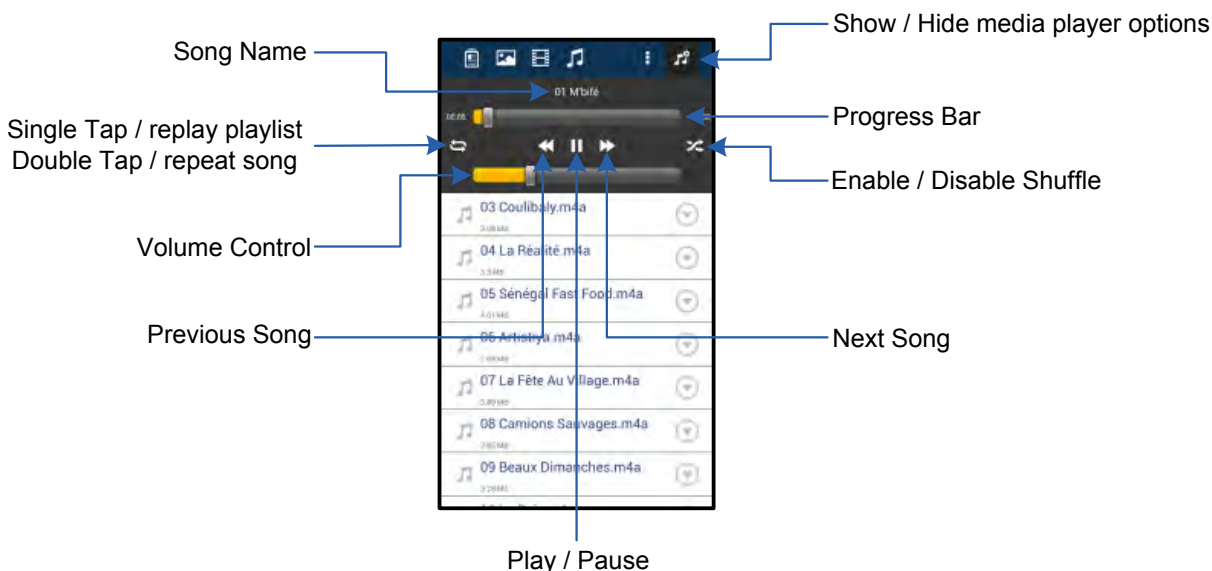 Show / Hide media player options
Song Name
01 M'bifé
Progress Bar
Single Tap / replay playlist
Double Tap / repeat song
Enable / Disable Shuffle
Volume Control
03 Coulibaly.m4a
04 La Réalité.m4a
3.3 MB
05 Sénégal Fast Food.m4a
Previous Song
06 Artistiya.m4a
Next Song
07 La Fête Au Village.m4a
08 Camions Sauvages.m4a
09 Beaux Dimanches.m4a
Play / Pause